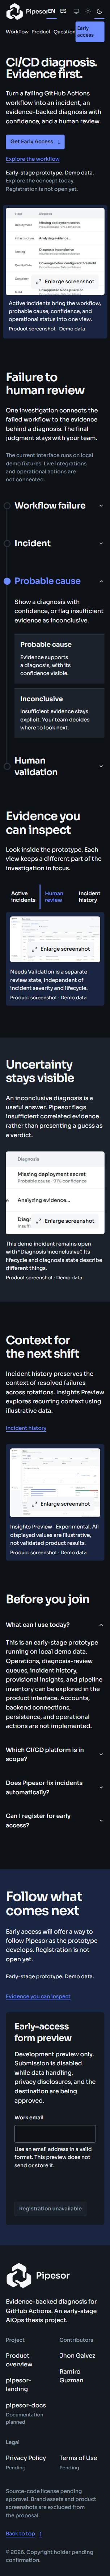 Pipesor
EN ES
Workflow Product Questions Early access
CI/CD diagnosis.
Evidence first.
Turn a failing GitHub Actions
workflow into an incident,
evidence-backed diagnosis with
confidence, and a human review.
Get Early Access ↓
Explore the workflow
Early-stage prototype. Demo data.
Explore the concept today.
Registration is not yet open.
Enlarge screenshot
Active Incidents brings the workflow,
probable cause, confidence, and
operational status into one view.
Product screenshot · Demo data
Failure to
human review
One Investigation connects the
failed workflow to the evidence
behind a diagnosis. The final
judgment stays with your team.
The current interface runs on local
demo fixtures. Live integrations
and operational actions are
not connected.
Workflow failure
Incident
Probable cause
Show a diagnosis with
confidence, or flag insufficient
evidence as inconclusive.
Probable cause
Evidence supports
a diagnosis, with its
confidence visible.
Inconclusive
Insufficient evidence stays
explicit. Your team decides
where to look next.
Human
validation
Evidence you
can inspect
Look inside the prototype. Each
view keeps a different part of the
investigation in focus.
Active incidents
Human review
Incident history
Enlarge screenshot
Needs Validation is a separate
review state, independent of
incident severity and lifecycle.
Product screenshot · Demo data
Uncertainty
stays visible
An inconclusive diagnosis is a
useful answer. Pipesor flags
insufficient correlated evidence
rather than presenting a guess as
a verdict.
Diagnosis
Missing deployment secret
Probable cause · 91% confidence
Analyzing evidence...
Enlarge screenshot
This demo incident remains open
with “Diagnosis Inconclusive”. Its
lifecycle and diagnosis state describe
different things.
Product screenshot · Demo data
Context for
the next shift
Incident history preserves the
context of resolved failures
across rotations. Insights Preview
explores recurring patterns as an
experimental concept.
Incident history
Enlarge screenshot
Insights Preview · Experimental. All
displayed values are illustrative,
not validated product results.
Product screenshot · Demo data
Before you join
What can I use today?
This is an early-stage prototype
running on local demo data.
Operations, diagnosis-review
queues, incident history,
provisional insights, and pipeline
inventory can be explored in the
product interface. Accounts,
backend connections,
persistence, and operational
actions are not implemented.
Which CI/CD platform is in
scope?
Does Pipesor fix incidents
automatically?
Can I register for early
access?
Follow what
comes next
Early access will offer a way to
follow Pipesor as the prototype
develops. Registration is not
open yet.
Early-stage prototype. Demo data.
Evidence you can inspect
Early-access
form preview
Development preview only.
Submission is disabled
while data handling,
privacy disclosures, and the
destination are being
approved.
Work email
Use an email address in a valid
format. This preview does not
send or store it.
Registration unavailable
Pipesor
Evidence-backed diagnosis for
GitHub Actions. An early-stage
AIOps thesis project.
Project
Product overview
pipesor-landing
pipesor-docs
Documentation planned
Contributors
Jhon Galvez
Ramiro Guzman
Legal
Privacy Policy
Pending
Terms of Use
Pending
Source-code license pending
approval. Brand assets and product
screenshots are excluded from
the proposal.
Back to top ↑
© 2026. Copyright holder pending
confirmation.